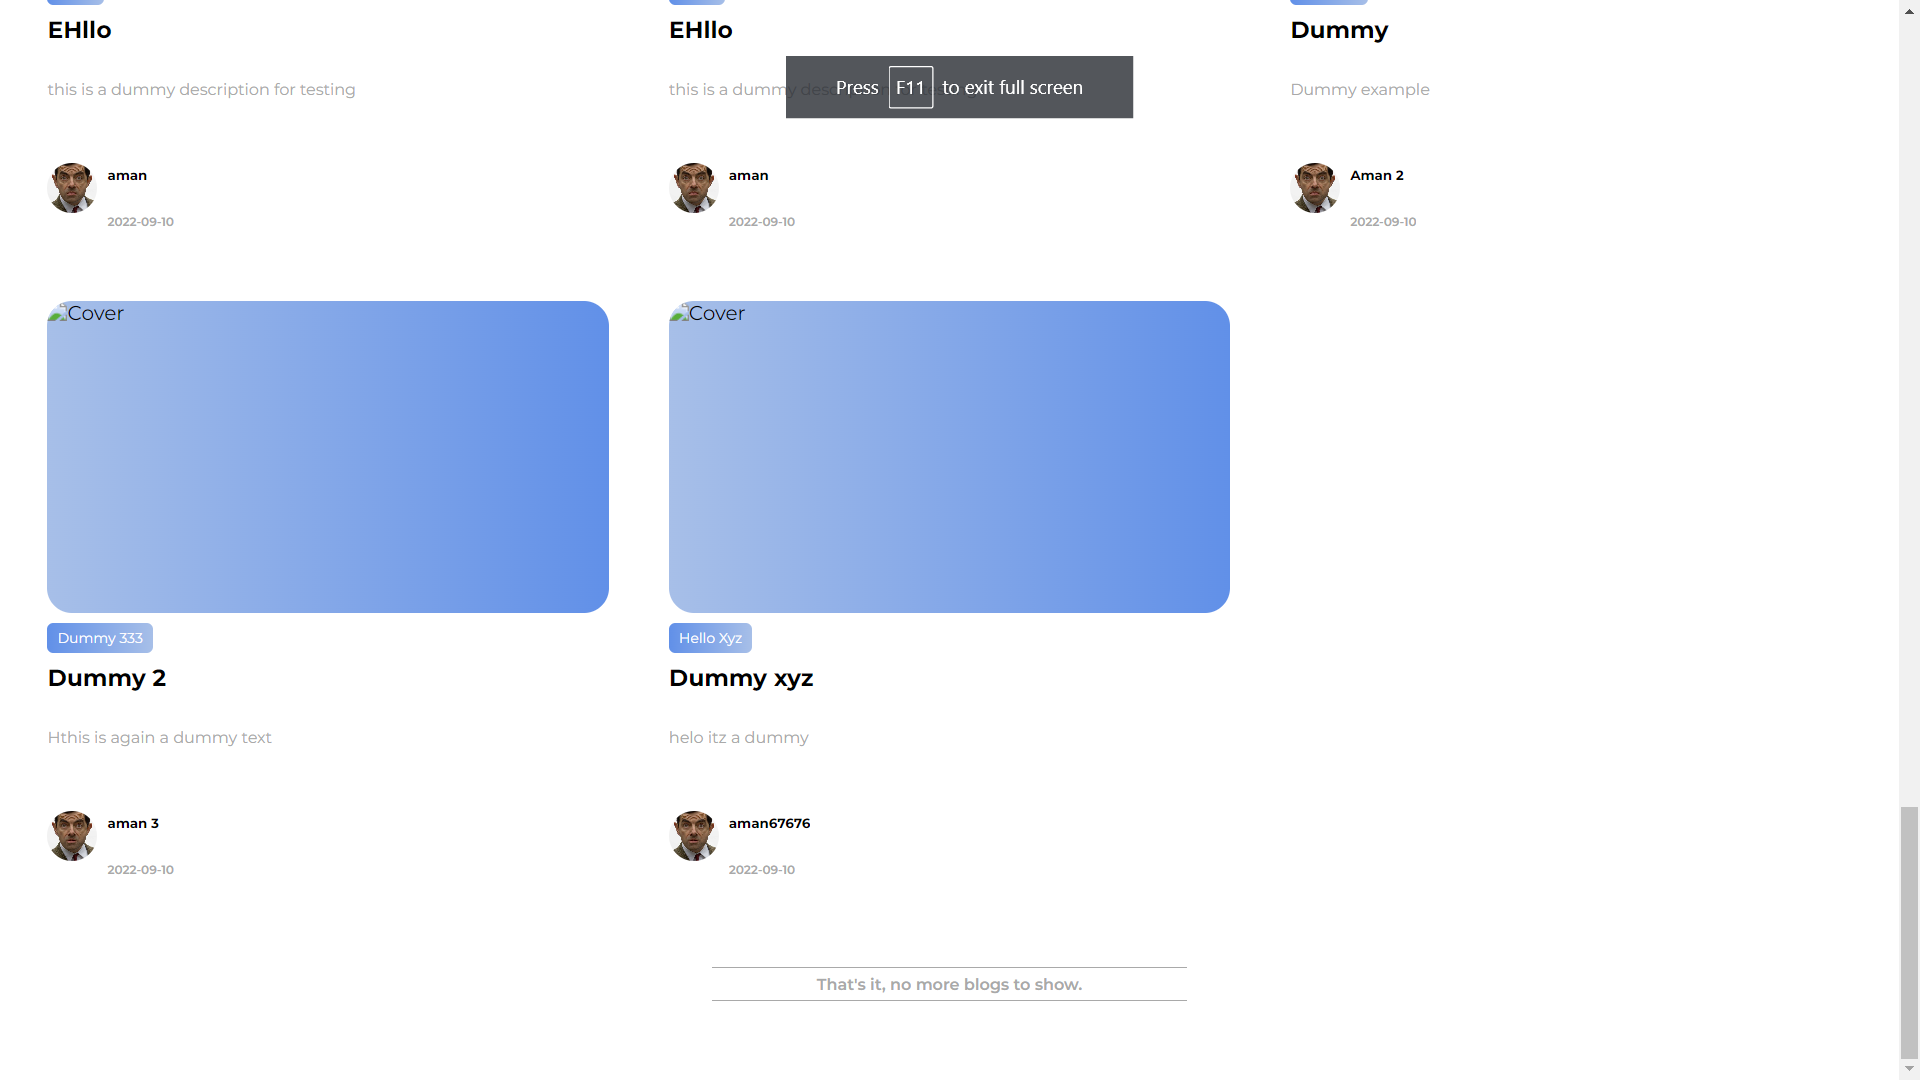 EHllo
EHllo
Dummy
Press F11 to exit full screen
this is a dummy description for testing
this is a dummy
Dummy example
aman
aman
Aman 2
2022-09-10
2022-09-10
2022-09-10
Cover
Cover
Dummy 333
Hello Xyz
Dummy 2
Dummy xyz
Hthis is again a dummy text
helo itz a dummy
aman 3
aman67676
2022-09-10
2022-09-10
That's it, no more blogs to show.